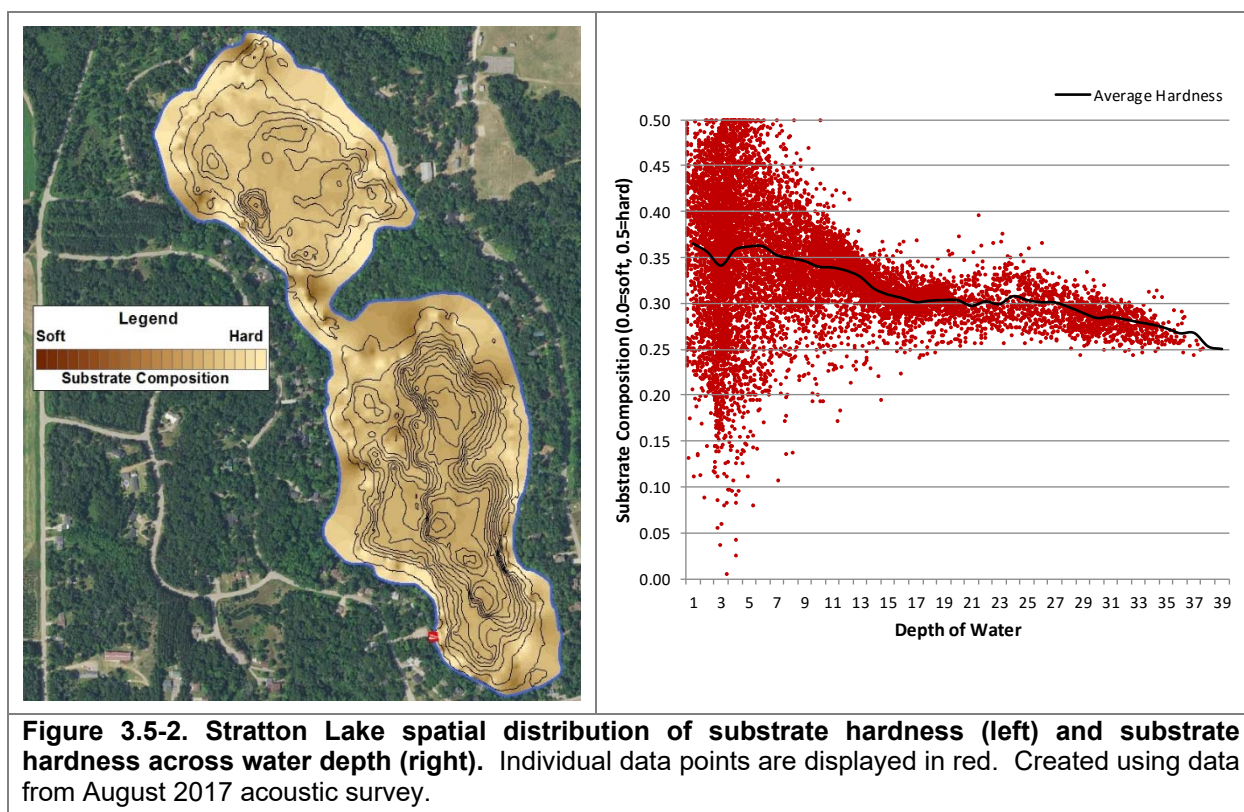 Legend
Soft Hard
Substrate Composition
Average Hardness
Substrate Composition (0.0=soft, 0.5=hard)
0.50
0.45
0.40
0.35
0.30
0.25
0.20
0.15
0.10
0.05
0.00
1 3 5 7 9 11 13 15 17 19 21 23 25 27 29 31 33 35 37 39
Depth of Water
Figure 3.5-2. Stratton Lake spatial distribution of substrate hardness (left) and substrate
hardness across water depth (right). Individual data points are displayed in red. Created using data
from August 2017 acoustic survey.